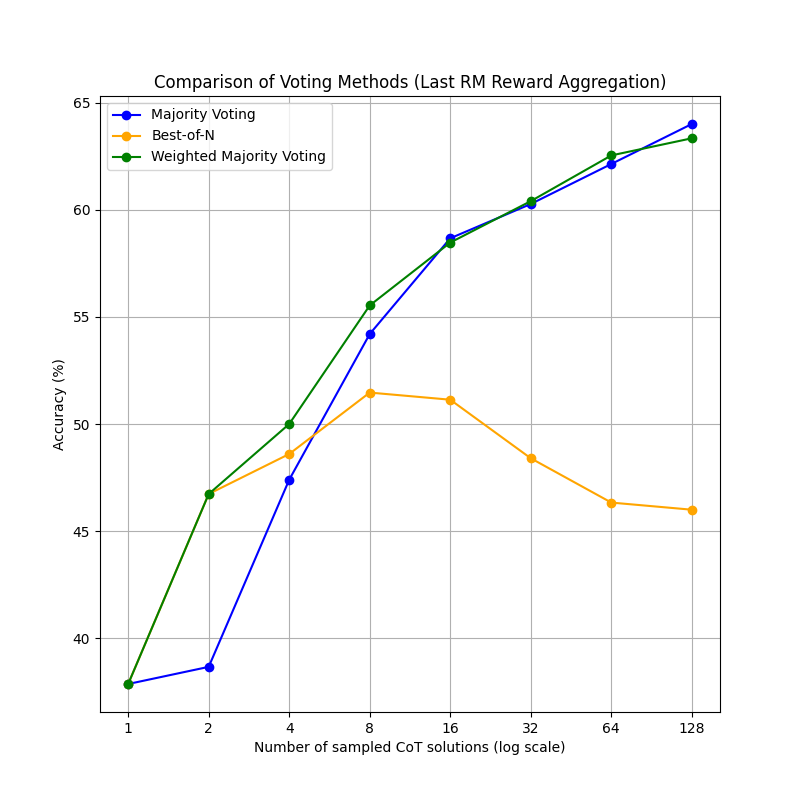 Comparison of Voting Methods (Last RM Reward Aggregation)
Majority Voting
Best-of-N
Weighted Majority Voting
65
60
55
50
45
40
Accuracy (%)
1 2 4 8 16 32 64 128
Number of sampled CoT solutions (log scale)